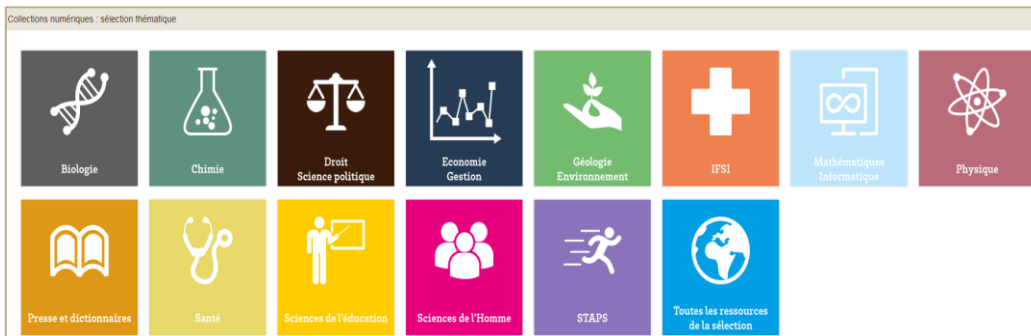 Collections numériques : sélection thématique
Biologie
Chimie
Droit
Science politique
Economie
Gestion
Géologie
Environnement
IFSI
Mathématiques
Informatique
Physique
Presse et dictionnaires
Santé
Sciences de l'éducation
Sciences de l'Homme
STAPS
Toutes les ressources
de la sélection